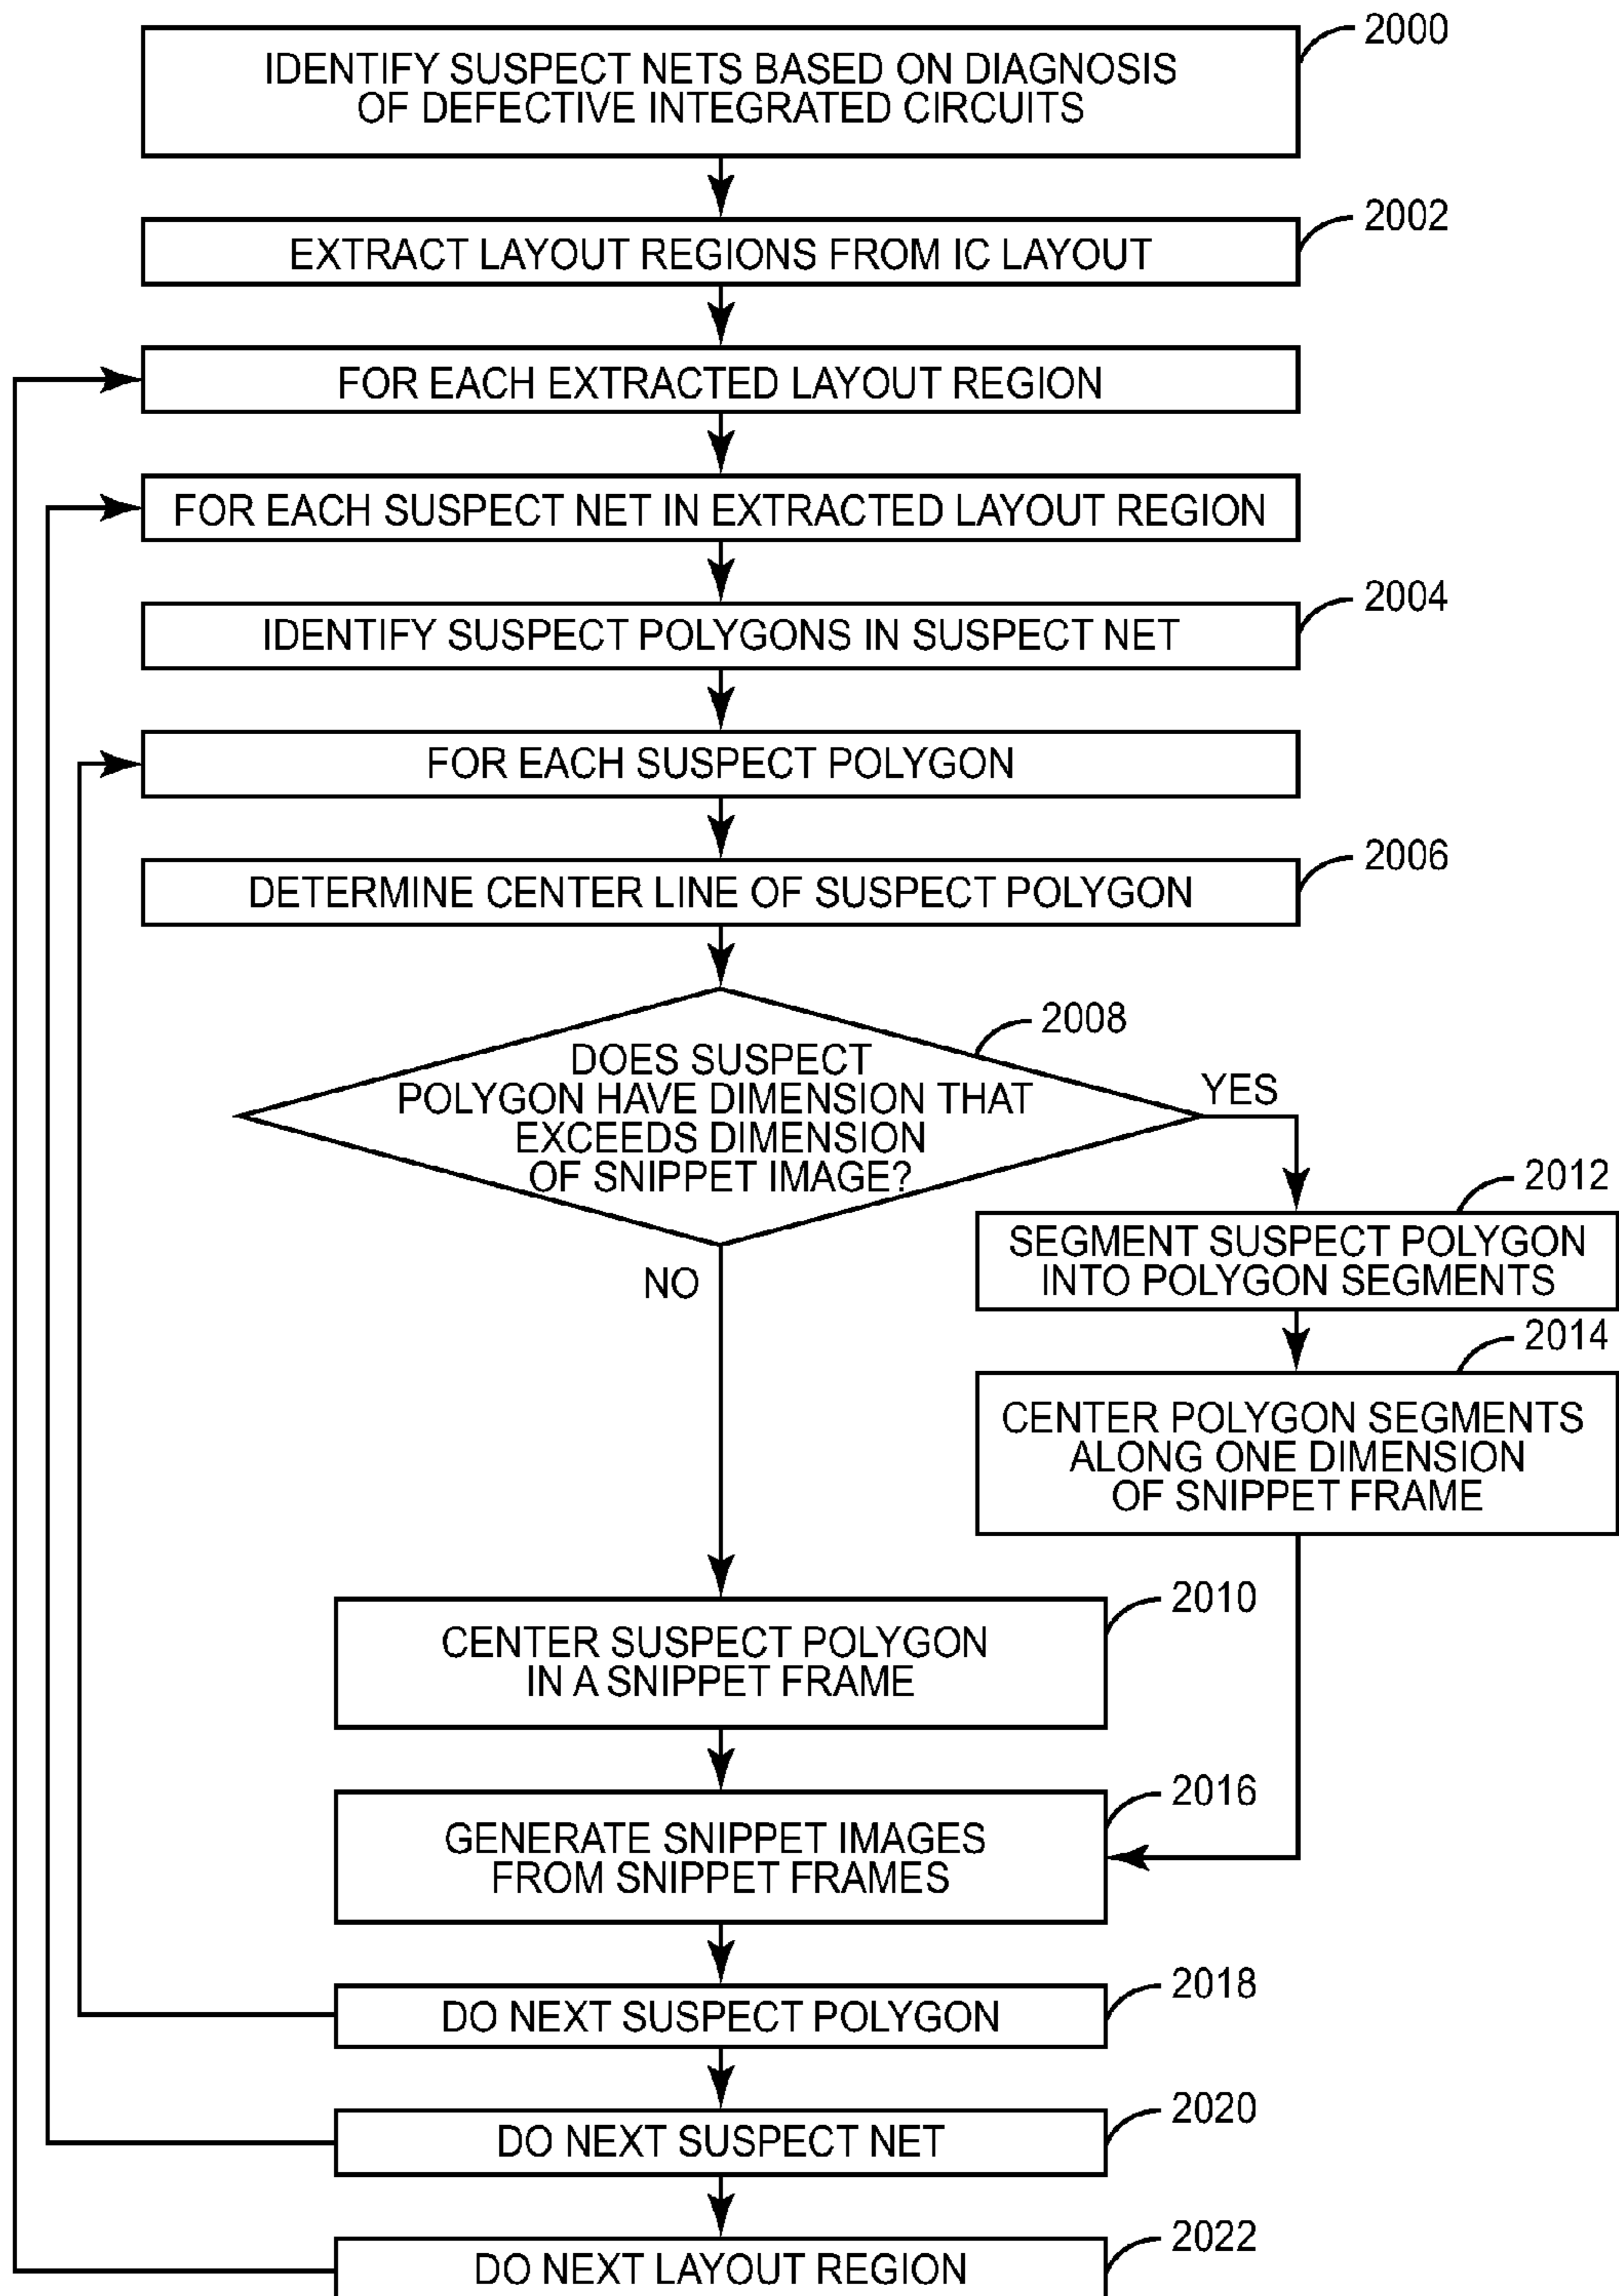 2000
IDENTIFY SUSPECT NETS BASED ON DIAGNOSIS
OF DEFECTIVE INTEGRATED CIRCUITS
2002
EXTRACT LAYOUT REGIONS FROM IC LAYOUT
FOR EACH EXTRACTED LAYOUT REGION
FOR EACH SUSPECT NET IN EXTRACTED LAYOUT REGION
2004
IDENTIFY SUSPECT POLYGONS IN SUSPECT NET
FOR EACH SUSPECT POLYGON
2006
DETERMINE CENTER LINE OF SUSPECT POLYGON
2008
DOES SUSPECT
POLYGON HAVE DIMENSION THAT
EXCEEDS DIMENSION
OF SNIPPET IMAGE?
YES
NO
2012
SEGMENT SUSPECT POLYGON
INTO POLYGON SEGMENTS
2014
CENTER POLYGON SEGMENTS
ALONG ONE DIMENSION
OF SNIPPET FRAME
2010
CENTER SUSPECT POLYGON
IN A SNIPPET FRAME
2016
GENERATE SNIPPET IMAGES
FROM SNIPPET FRAMES
2018
DO NEXT SUSPECT POLYGON
2020
DO NEXT SUSPECT NET
2022
DO NEXT LAYOUT REGION